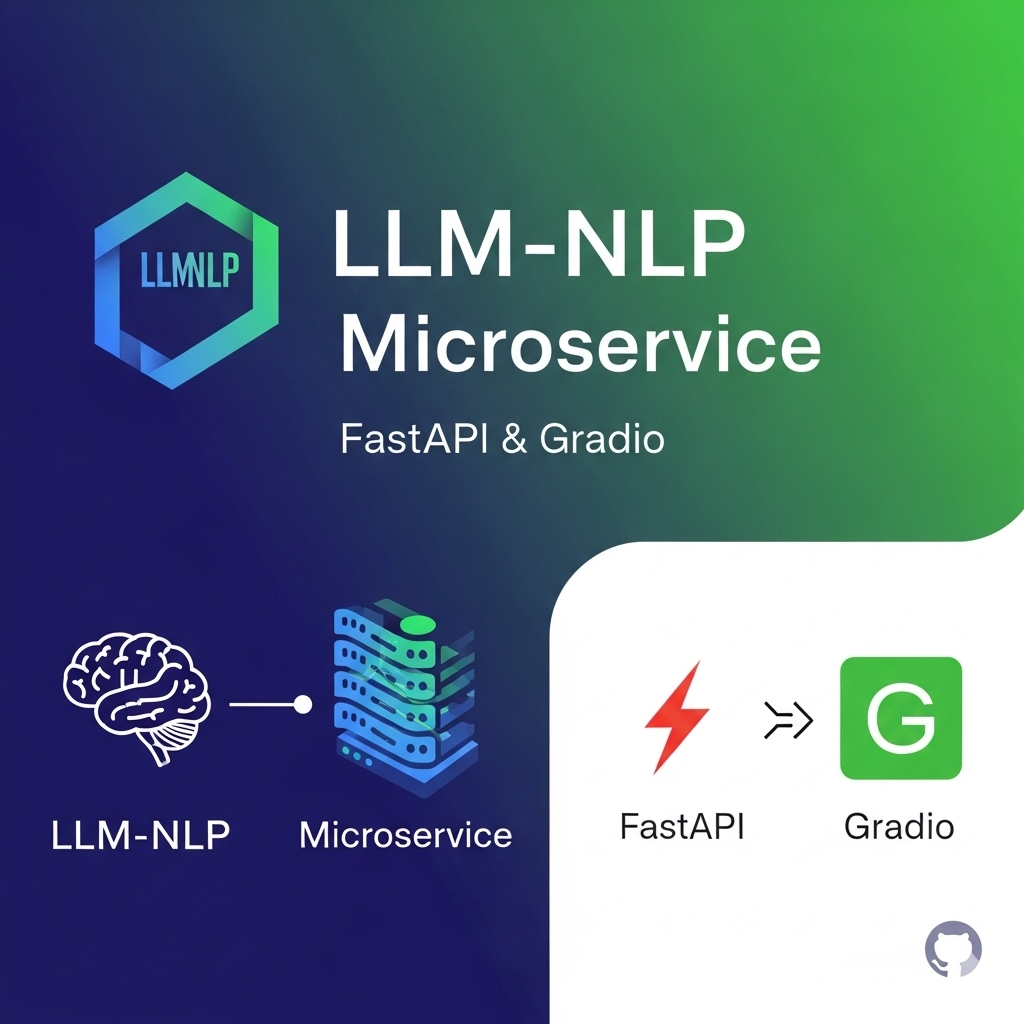 LLMNLP
LLM-NLP
Microservice
FastAPI & Gradio
LLM-NLP
Microservice
G
FastAPI
Gradio